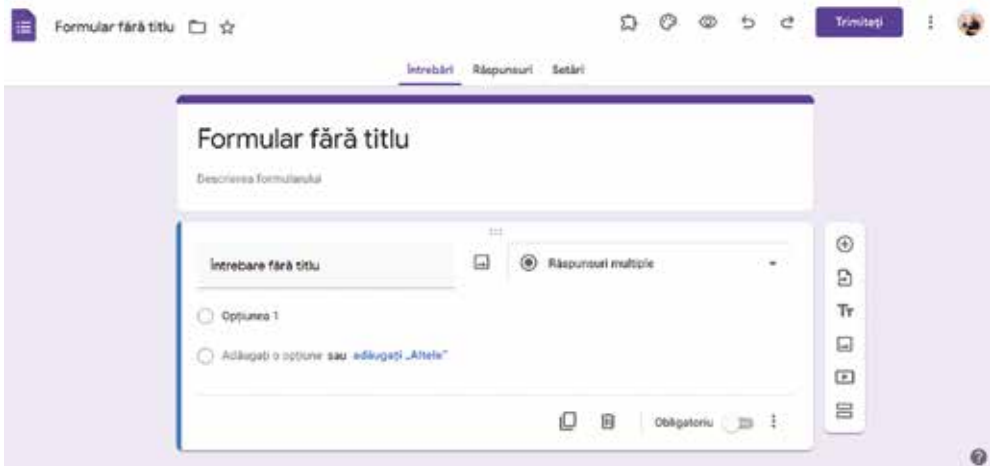 Formular fără titlu
Trimiteți
Întrebări Răspunsuri Setări
Formular fără titlu
Descrierea formularului
Întrebare fără titlu
Răspunsuri multiple
Tт
Opțiunea 1
Adăugați o opțiune sau adăugați „Altele”
Obligatoriu